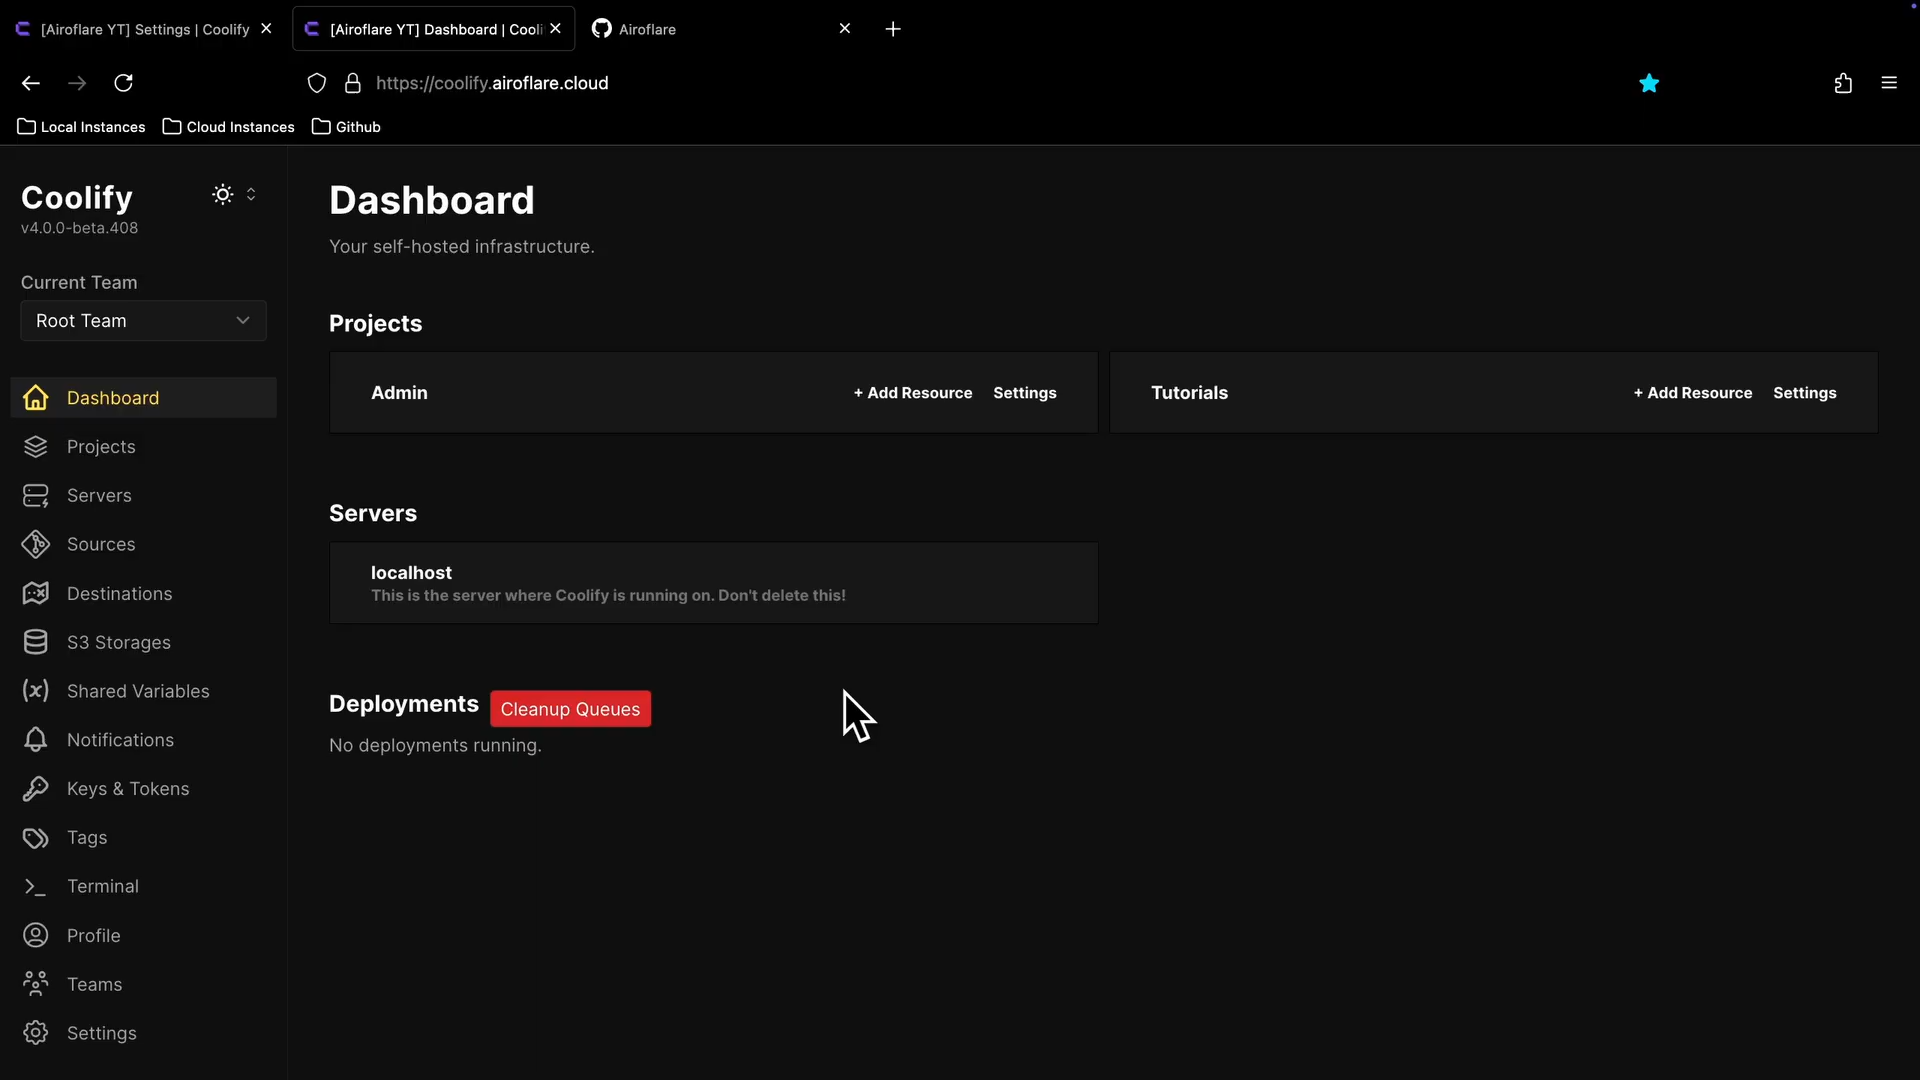 [Airoflare YT] Settings | Coolify
[Airoflare YT] Dashboard | Cooli
Airoflare
https://coolify.airoflare.cloud
Local Instances
Cloud Instances
Github
Coolify
v4.0.0-beta.408
Current Team
Root Team
Dashboard
Projects
Servers
Sources
Destinations
S3 Storages
Shared Variables
Notifications
Keys & Tokens
Tags
Terminal
Profile
Teams
Settings
Dashboard
Your self-hosted infrastructure.
Projects
Admin
+ Add Resource
Settings
Tutorials
+ Add Resource
Settings
Servers
localhost
This is the server where Coolify is running on. Don't delete this!
Deployments
Cleanup Queues
No deployments running.